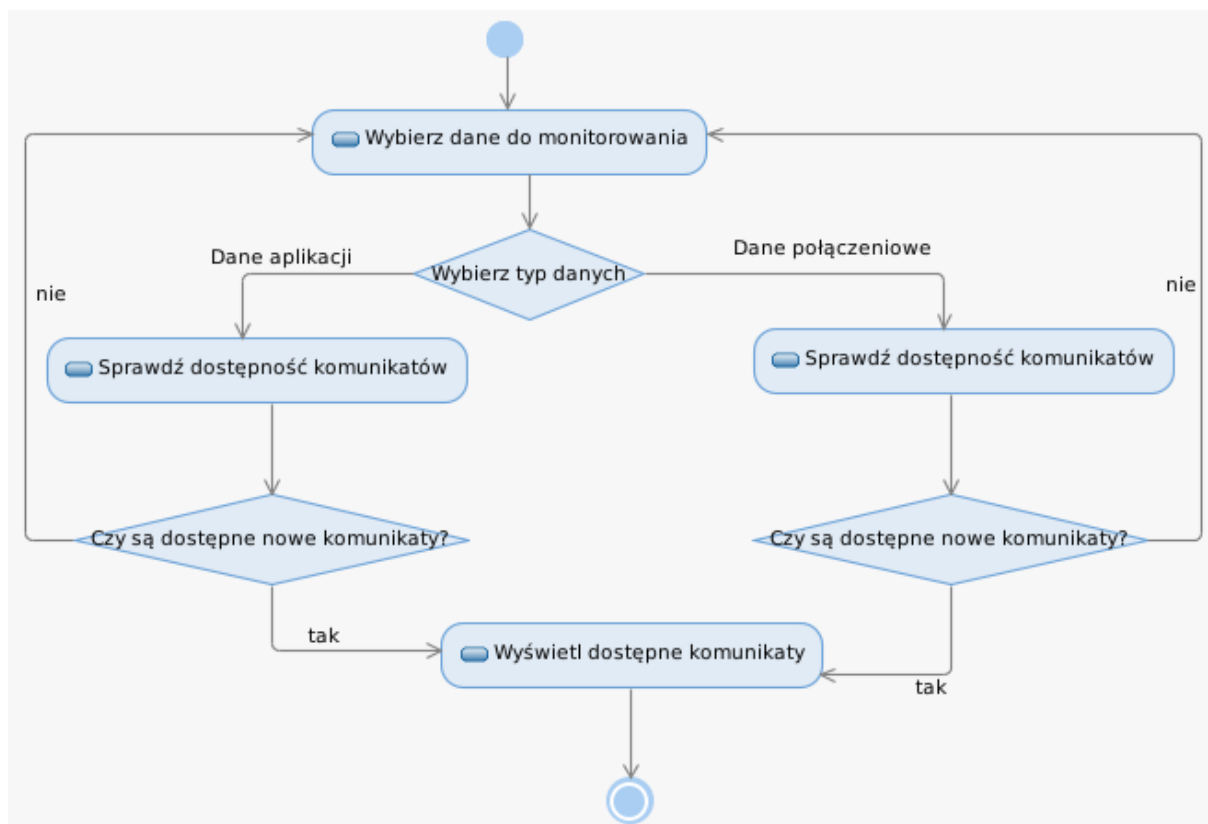 Wybierz dane do monitorowania
Dane aplikacji
Wybierz typ danych
Dane połączeniowe
nie
nie
Sprawdź dostępność komunikatów
Sprawdź dostępność komunikatów
Czy są dostępne nowe komunikaty?
Czy są dostępne nowe komunikaty?
tak
Wyświetl dostępne komunikaty
tak